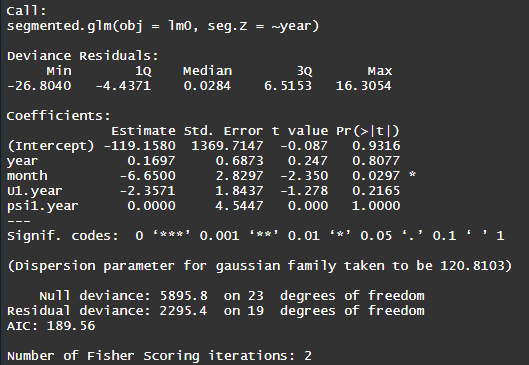 Call:
segmented.glm(obj = lm0, seg.Z = ~year)
Deviance Residuals:
Min 1Q Median 3Q Max
-26.8040 -4.4371 0.0284 6.5153 16.3054
Coefficients:
Estimate Std. Error t value Pr(>|t|)
(Intercept) -119.1580 1369.7147 -0.087 0.9316
year 0.1697 0.6873 0.247 0.8077
month -6.6500 2.8297 -2.350 0.0297 *
U1.year -2.3571 1.8437 -1.278 0.2165
psi1.year 0.0000 4.5447 0.000 1.0000
---
Signif. codes: 0 ‘***’ 0.001 ‘**’ 0.01 ‘*’ 0.05 ‘.’ 0.1 ‘ ’ 1
(Dispersion parameter for gaussian family taken to be 120.8103)
Null deviance: 5895.8 on 23 degrees of freedom
Residual deviance: 2295.4 on 19 degrees of freedom
AIC: 189.56
Number of Fisher Scoring iterations: 2